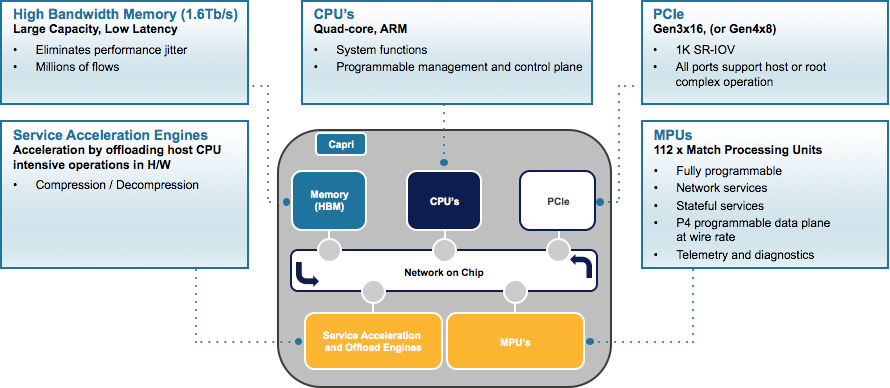 High Bandwidth Memory (1.6Tb/s)
Large Capacity, Low Latency
• Eliminates performance jitter
• Millions of flows
CPU's
Quad-core, ARM
• System functions
• Programmable management and control plane
PCIe
Gen3x16, (or Gen4x8)
• 1K SR-IOV
• All ports support host or root
complex operation
Service Acceleration Engines
Acceleration by offloading host CPU
intensive operations in H/W
• Compression / Decompression
MPUs
112 x Match Processing Units
• Fully programmable
• Network services
• Stateful services
• P4 programmable data plane
at wire rate
• Telemetry and diagnostics
Capri
Memory
(HBM)
CPU's
PCIe
Network on Chip
Service Acceleration
and Offload Engines
MPU's